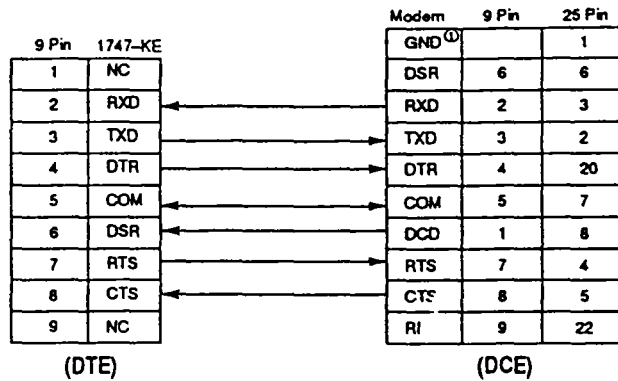 9 Pin 1747–KE
1 NC
2 RXD
3 TXD
4 DTR
5 COM
6 DSR
7 RTS
8 CTS
9 NC
(DTE)
Modem 9 Pin 25 Pin
GND① 1
DSR 6 6
RXD 2 3
TXD 3 2
DTR 4 20
COM 5 7
DCD 1 8
RTS 7 4
CTS 8 5
RI 9 22
(DCE)